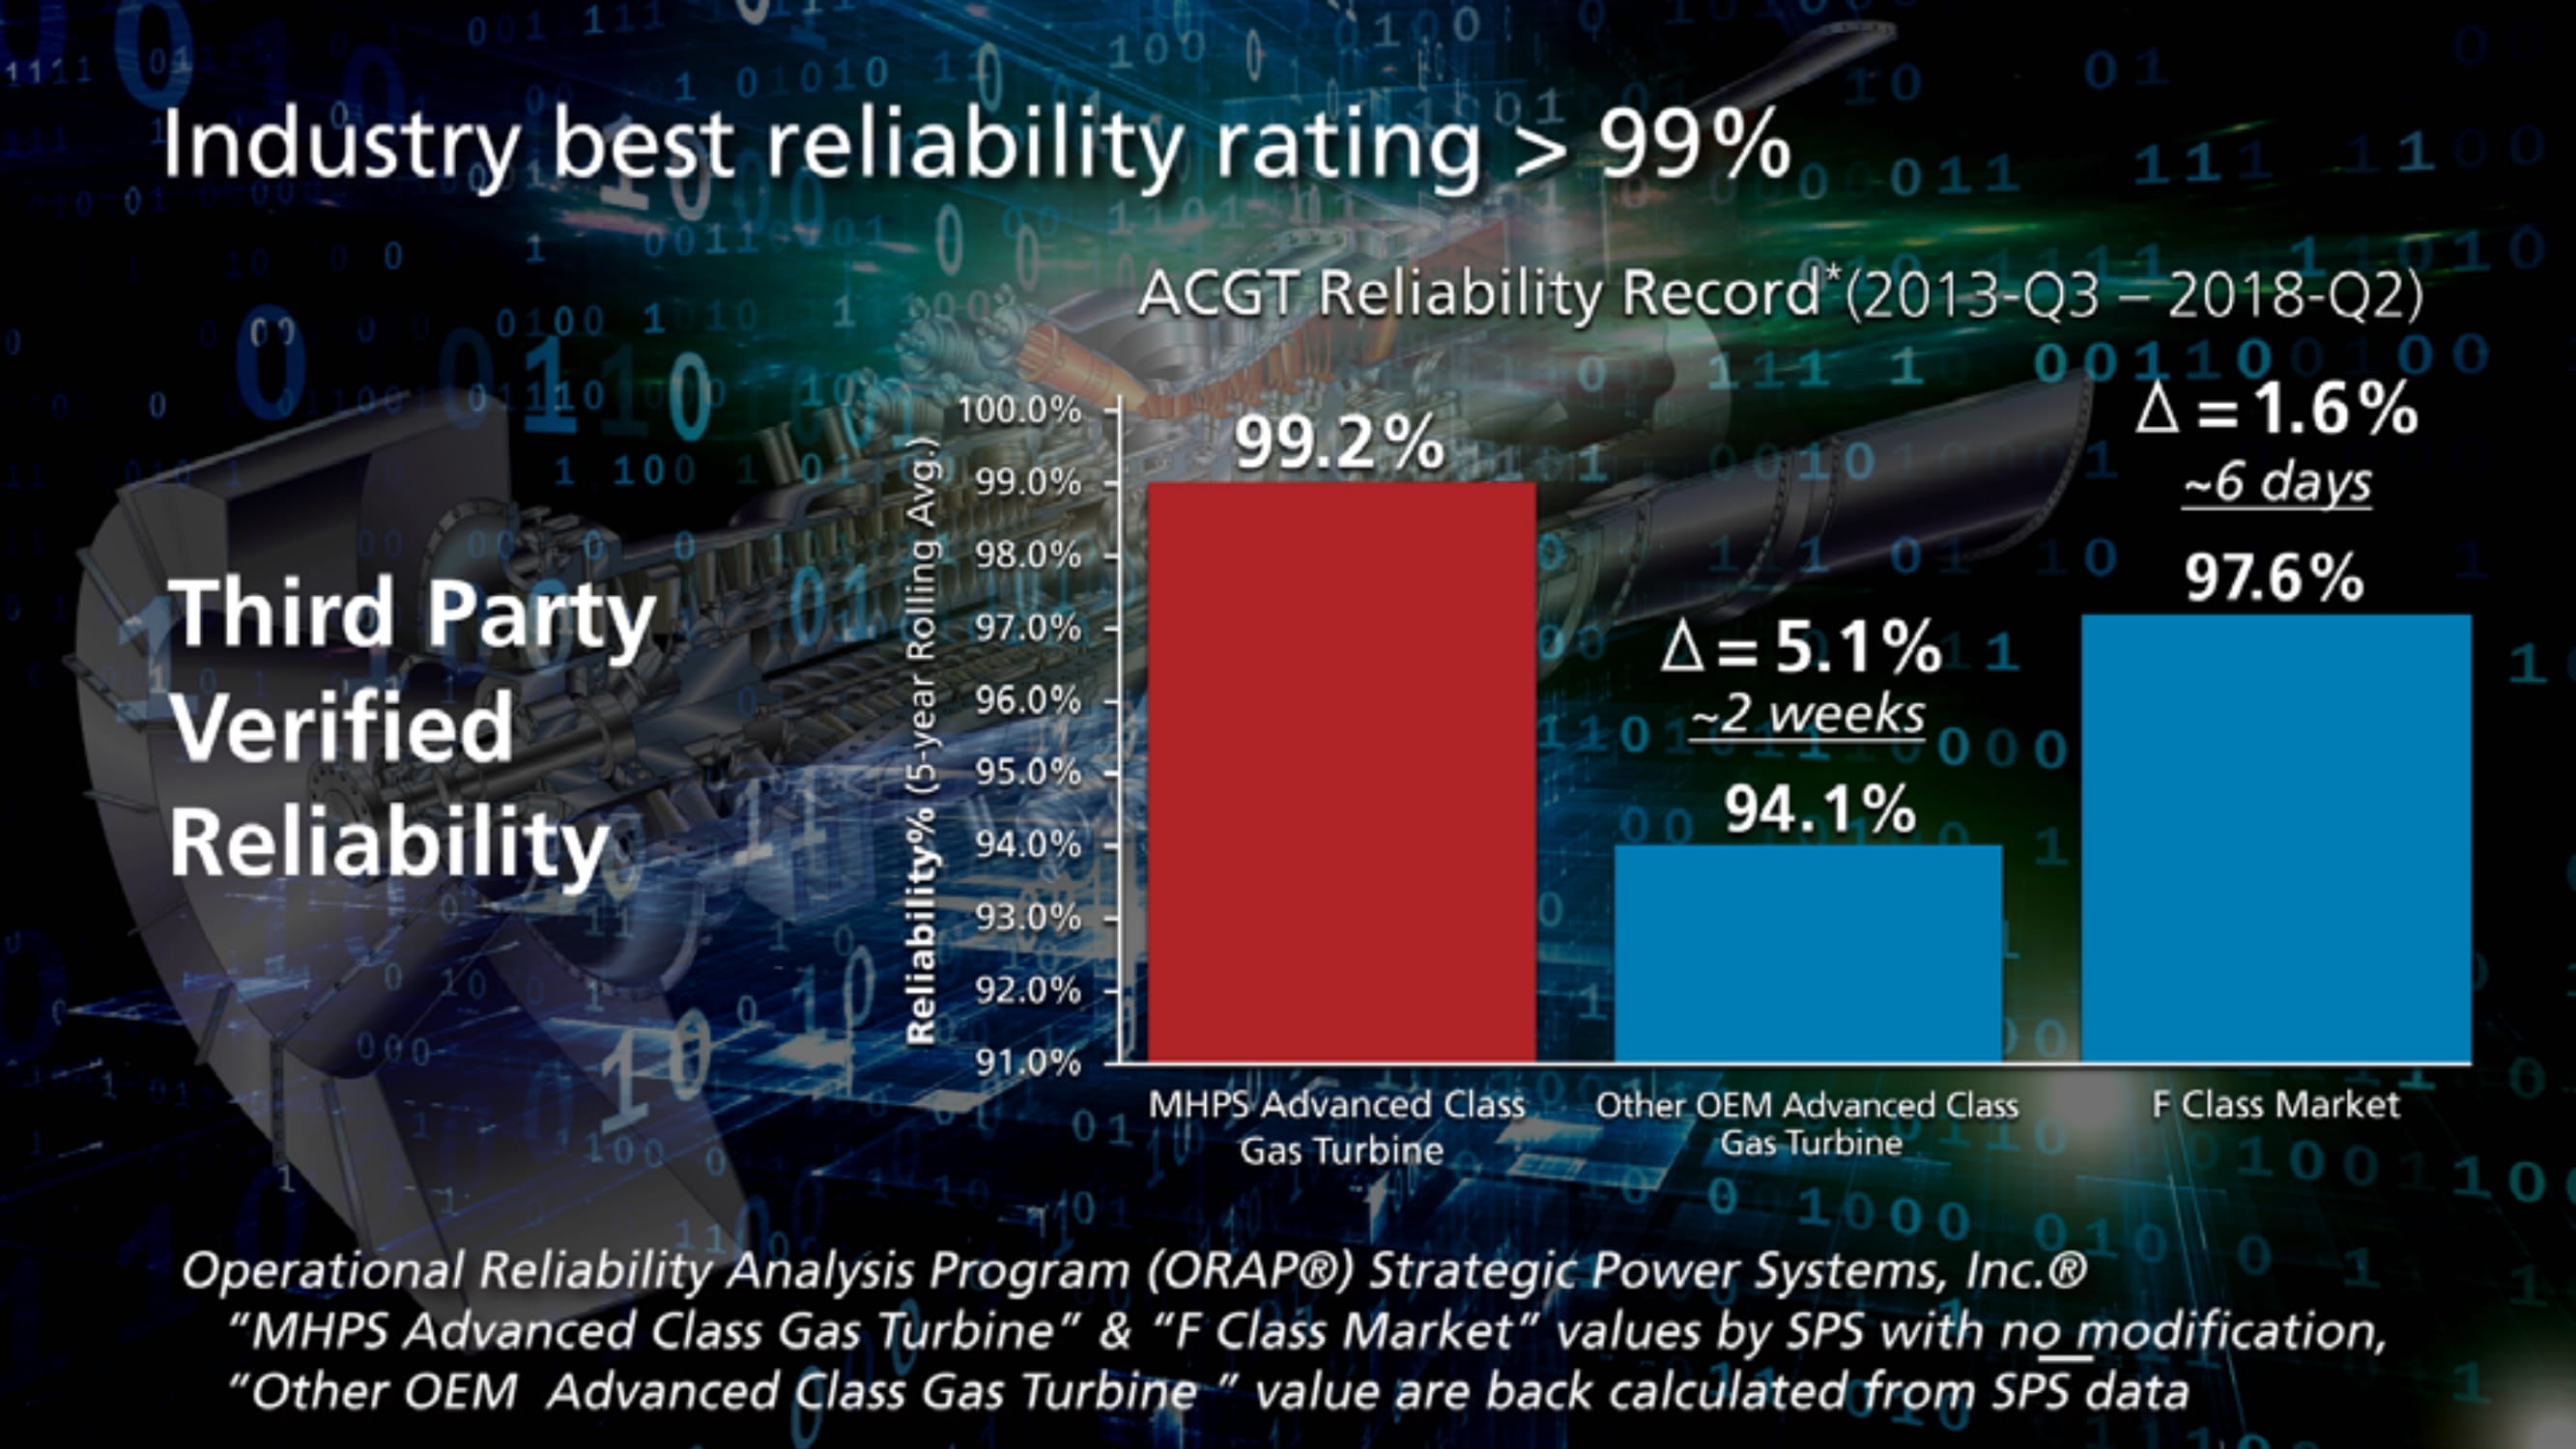 Industry best reliability rating > 99%
ACGT Reliability Record*(2013-Q3 – 2018-Q2)
Third Party
Verified
Reliability
Reliability% (5-year Rolling Avg.)
100.0%
99.0%
98.0%
97.0%
96.0%
95.0%
94.0%
93.0%
92.0%
91.0%
99.2%
Δ = 5.1%
~2 weeks
94.1%
Δ = 1.6%
~6 days
97.6%
MHPS Advanced Class
Gas Turbine
Other OEM Advanced Class
Gas Turbine
F Class Market
Operational Reliability Analysis Program (ORAP®) Strategic Power Systems, Inc.®
“MHPS Advanced Class Gas Turbine” & “F Class Market” values by SPS with no modification,
“Other OEM Advanced Class Gas Turbine ” value are back calculated from SPS data